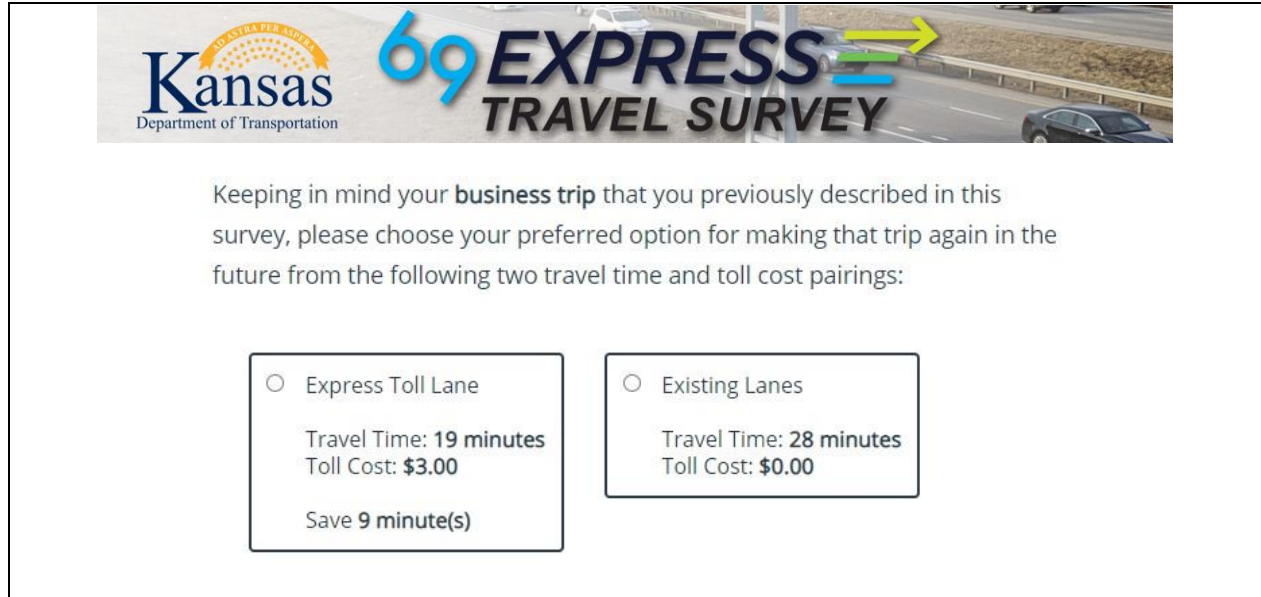 AD ASTRA PER ASPERA
Kansas
Department of Transportation
69 EXPRESS
TRAVEL SURVEY
Keeping in mind your business trip that you previously described in this
survey, please choose your preferred option for making that trip again in the
future from the following two travel time and toll cost pairings:
Express Toll Lane
Travel Time: 19 minutes
Toll Cost: $3.00
Save 9 minute(s)
Existing Lanes
Travel Time: 28 minutes
Toll Cost: $0.00